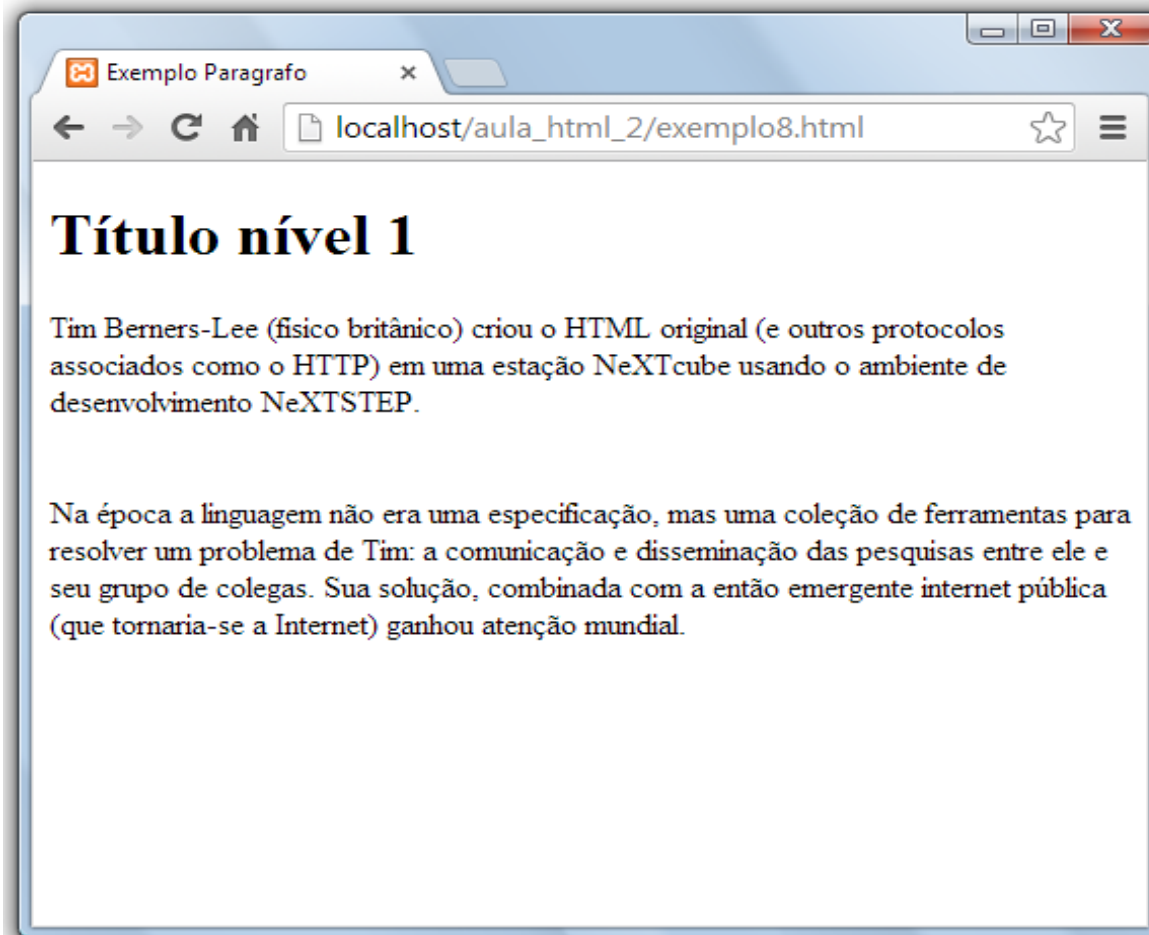 Exemplo Paragrafo
localhost/aula_html_2/exemplo8.html
Título nível 1
Tim Berners-Lee (físico britânico) criou o HTML original (e outros protocolos
associados como o HTTP) em uma estação NeXTcube usando o ambiente de
desenvolvimento NeXTSTEP.
Na época a linguagem não era uma especificação, mas uma coleção de ferramentas para
resolver um problema de Tim: a comunicação e disseminação das pesquisas entre ele e
seu grupo de colegas. Sua solução, combinada com a então emergente internet pública
(que tornaria-se a Internet) ganhou atenção mundial.